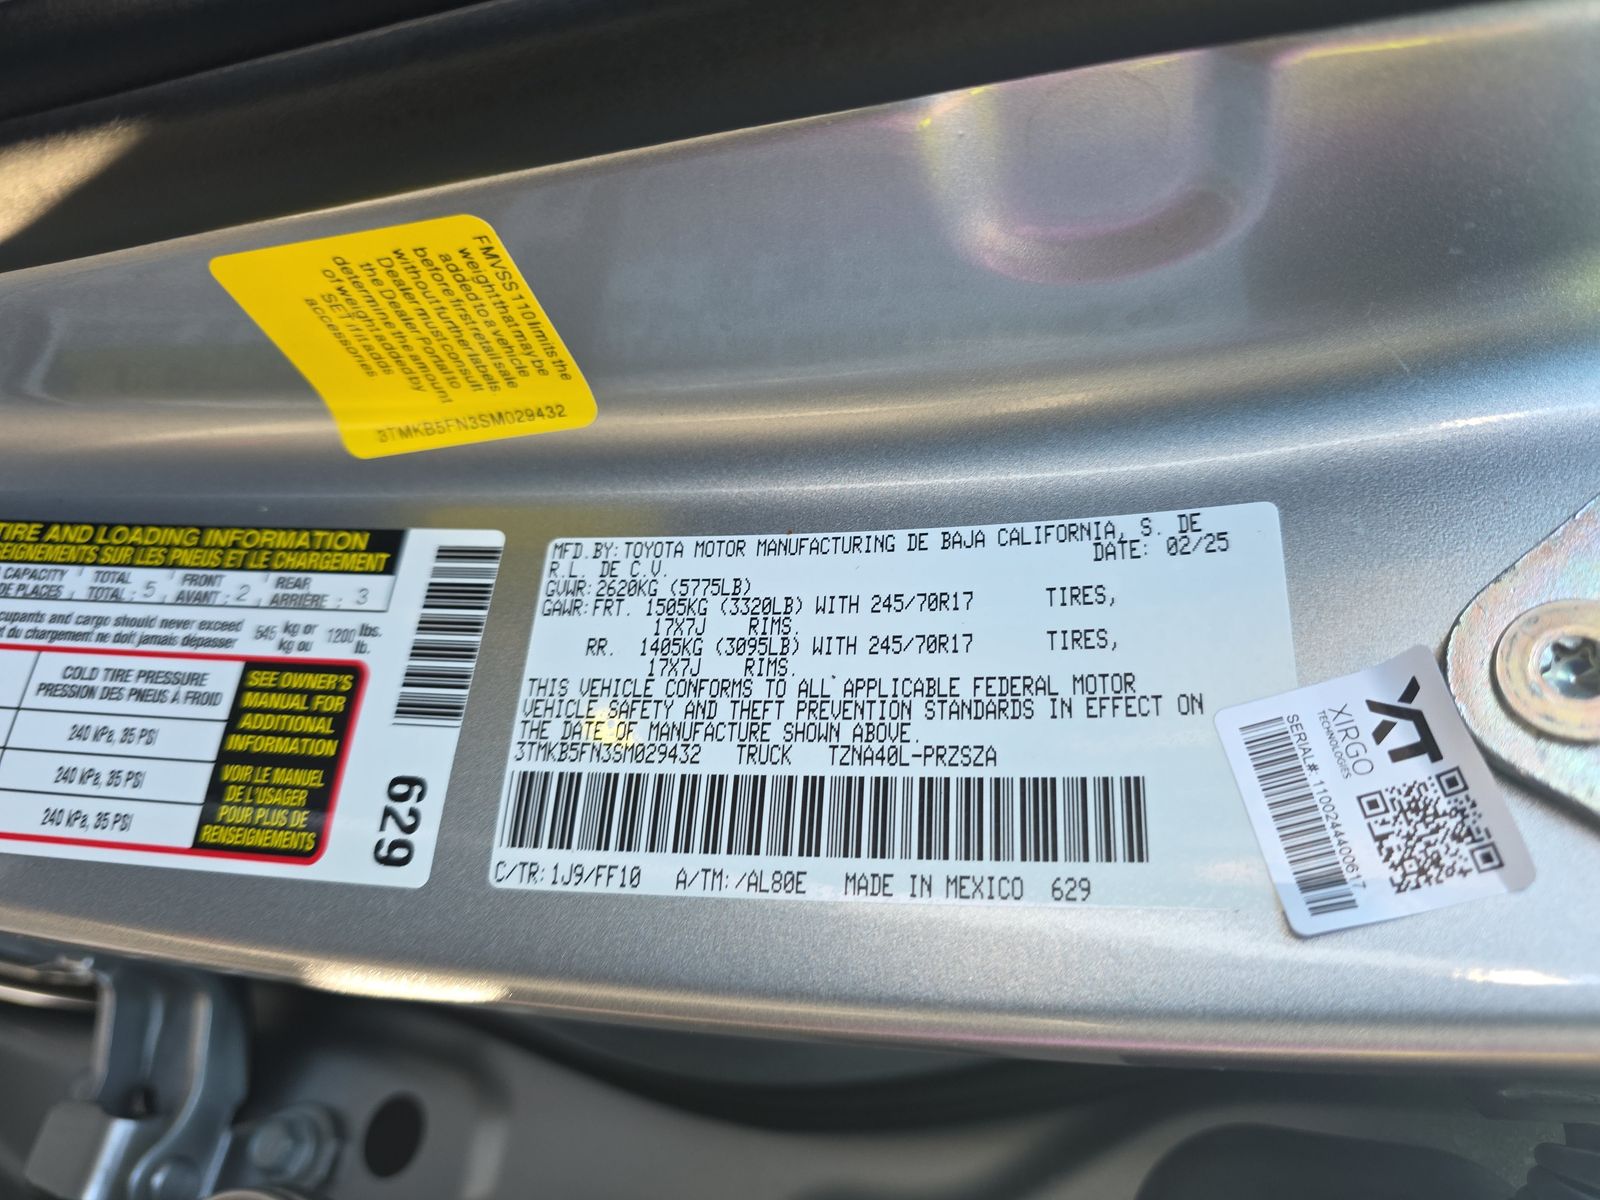 FMVSS 110 limits the
weight that may be
added to a vehicle
before first retail sale
without further labels.
Dealer must Consult
the Dealer Portal to
determine the amount
of weight added by
SET if it adds
accessories
3TMKB5FN3SM029432
TIRE AND LOADING INFORMATION
SEIGNEMENTS SUR LES PNEUS ET LE CHARGEMENT
CAPACITY TOTAL FRONT REAR
DE PLACES TOTAL : 5 AVANT : 2 ARRIÈRE : 3
cupants and cargo should never exceed 545 kg or 1200 lbs.
t du chargement ne doit jamais dépasser kg ou lb.
COLD TIRE PRESSURE
PRESSION DES PNEUS À FROID
240 kPa, 35 PSI
240 kPa, 35 PSI
240 kPa, 35 PSI
SEE OWNER'S
MANUAL FOR
ADDITIONAL
INFORMATION
VOIR LE MANUEL
DE L'USAGER
POUR PLUS DE
RENSEIGNEMENTS
629
MFD. BY: TOYOTA MOTOR MANUFACTURING DE BAJA CALIFORNIA, S. DE
R.L. DE C.V. DATE: 02/25
GVWR: 2620KG (5775LB)
GAWR: FRT. 1505KG (3320LB) WITH 245/70R17 TIRES,
17X7J RIMS.
RR. 1405KG (3095LB) WITH 245/70R17 TIRES,
17X7J RIMS.
THIS VEHICLE CONFORMS TO ALL APPLICABLE FEDERAL MOTOR
VEHICLE SAFETY AND THEFT PREVENTION STANDARDS IN EFFECT ON
THE DATE OF MANUFACTURE SHOWN ABOVE.
3TMKB5FN3SM029432 TRUCK TZNA40L-PRZSZA
C/TR: 1J9/FF10 A/TM: /AL80E MADE IN MEXICO 629
XT
XIRGO
TECHNOLOGIES
SERIAL#: 11002444400617